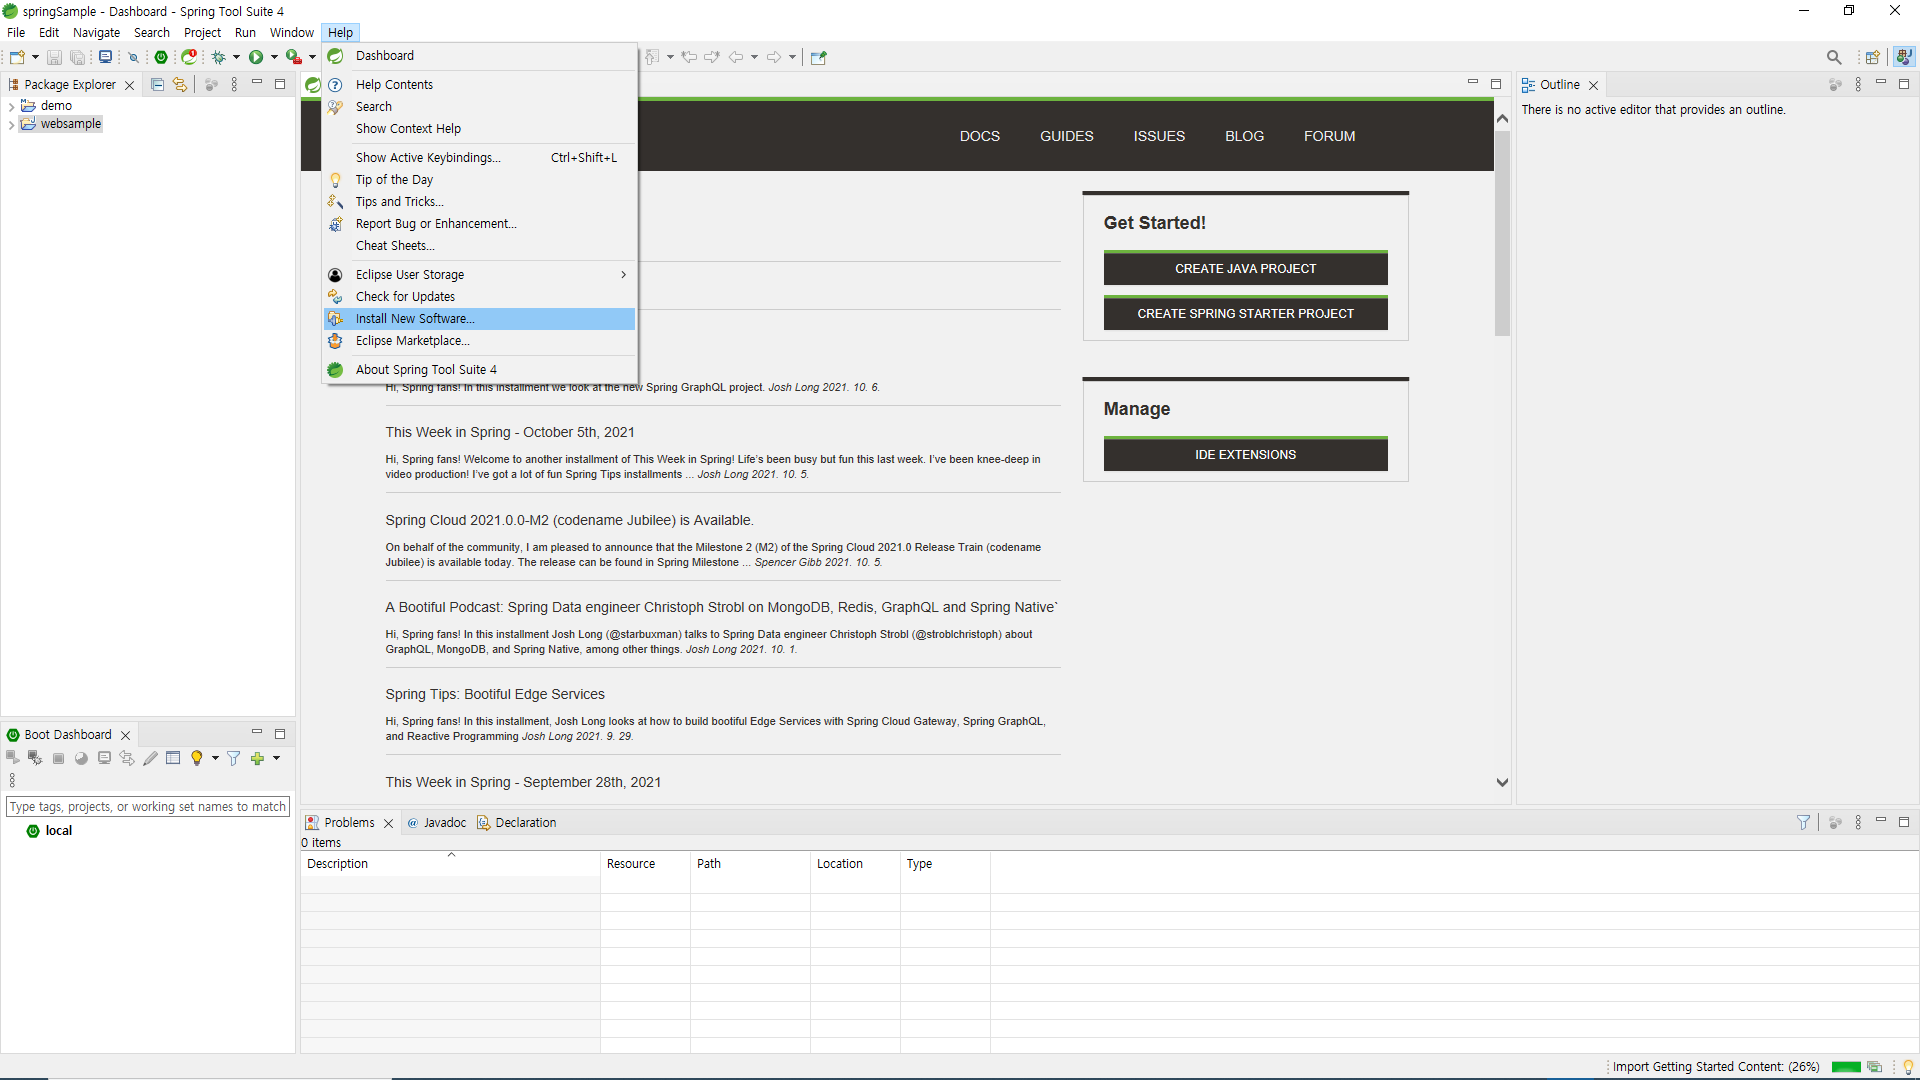 springSample - Dashboard - Spring Tool Suite 4
File Edit Navigate Search Project Run Window Help
Package Explorer
demo
websample
Dashboard
Help Contents
Search
Show Context Help
Show Active Keybindings... Ctrl+Shift+L
Tip of the Day
Tips and Tricks...
Report Bug or Enhancement...
Cheat Sheets...
Eclipse User Storage
Check for Updates
Install New Software...
Eclipse Marketplace...
About Spring Tool Suite 4
DOCS GUIDES ISSUES BLOG FORUM
Hi, Spring fans! In this installment we look at the new Spring GraphQL project. Josh Long 2021. 10. 6.
This Week in Spring - October 5th, 2021
Hi, Spring fans! Welcome to another installment of This Week in Spring! Life's been busy but fun this last week. I've been knee-deep in
video production! I've got a lot of fun Spring Tips installments ... Josh Long 2021. 10. 5.
Spring Cloud 2021.0.0-M2 (codename Jubilee) is Available.
On behalf of the community, I am pleased to announce that the Milestone 2 (M2) of the Spring Cloud 2021.0 Release Train (codename
Jubilee) is available today. The release can be found in Spring Milestone ... Spencer Gibb 2021. 10. 5.
A Bootiful Podcast: Spring Data engineer Christoph Strobl on MongoDB, Redis, GraphQL and Spring Native`
Hi, Spring fans! In this installment Josh Long (@starbuxman) talks to Spring Data engineer Christoph Strobl (@stroblchristoph) about
GraphQL, MongoDB, and Spring Native, among other things. Josh Long 2021. 10. 1.
Spring Tips: Bootiful Edge Services
Hi, Spring fans! In this installment, Josh Long looks at how to build bootiful Edge Services with Spring Cloud Gateway, Spring GraphQL,
and Reactive Programming Josh Long 2021. 9. 29.
This Week in Spring - September 28th, 2021
Get Started!
CREATE JAVA PROJECT
CREATE SPRING STARTER PROJECT
Manage
IDE EXTENSIONS
Outline
There is no active editor that provides an outline.
Boot Dashboard
Type tags, projects, or working set names to match
local
Problems Javadoc Declaration
0 items
Description Resource Path Location Type
Import Getting Started Content: (26%)